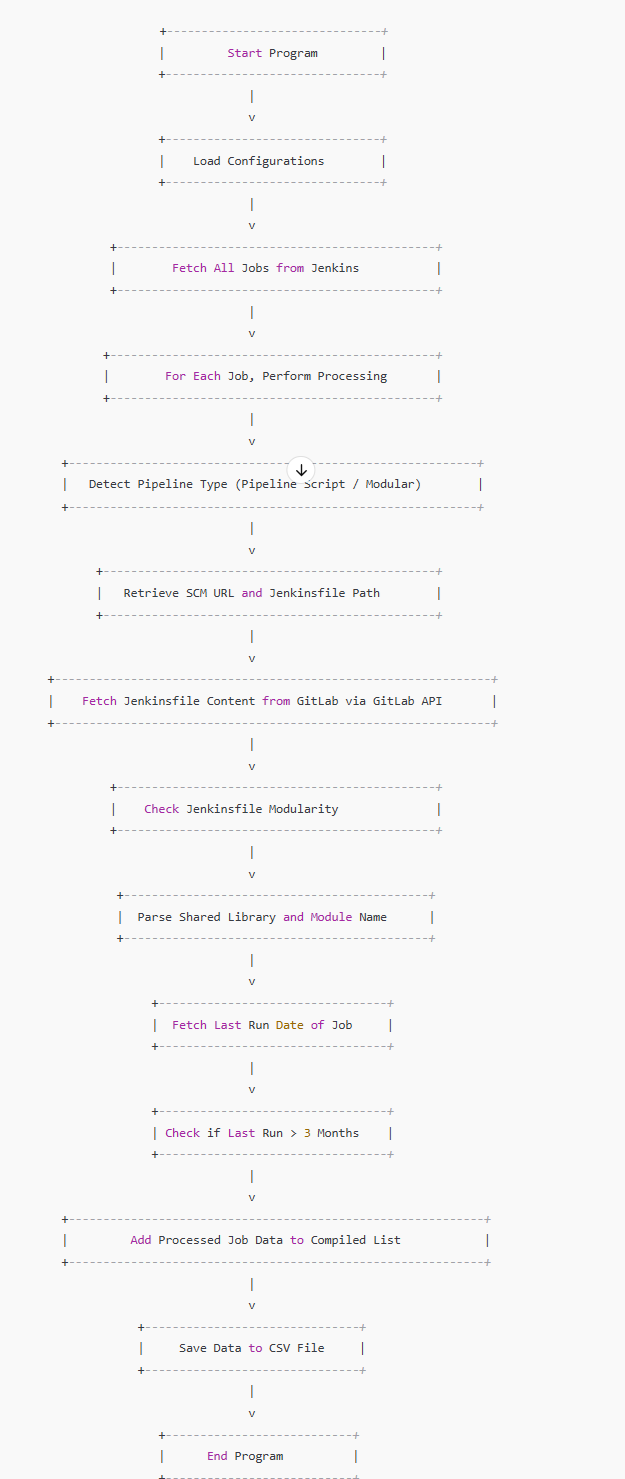 +-------------------------------+
|         Start Program         |
+-------------------------------+
|
v
+-------------------------------+
|    Load Configurations        |
+-------------------------------+
|
v
+----------------------------------------------+
|        Fetch All Jobs from Jenkins           |
+----------------------------------------------+
|
v
+-----------------------------------------------+
|        For Each Job, Perform Processing       |
+-----------------------------------------------+
|
v
+-----------------------------------------------------------+
|   Detect Pipeline Type (Pipeline Script / Modular)        |
+-----------------------------------------------------------+
|
v
+------------------------------------------------+
|   Retrieve SCM URL and Jenkinsfile Path        |
+------------------------------------------------+
|
v
+---------------------------------------------------------------+
|    Fetch Jenkinsfile Content from GitLab via GitLab API       |
+---------------------------------------------------------------+
|
v
+----------------------------------------------+
|    Check Jenkinsfile Modularity              |
+----------------------------------------------+
|
v
+--------------------------------------------+
|  Parse Shared Library and Module Name      |
+--------------------------------------------+
|
v
+---------------------------------+
|  Fetch Last Run Date of Job     |
+---------------------------------+
|
v
+---------------------------------+
| Check if Last Run > 3 Months    |
+---------------------------------+
|
v
+------------------------------------------------------------+
|         Add Processed Job Data to Compiled List            |
+------------------------------------------------------------+
|
v
+-------------------------------+
|     Save Data to CSV File     |
+-------------------------------+
|
v
+---------------------------+
|      End Program          |
+---------------------------+